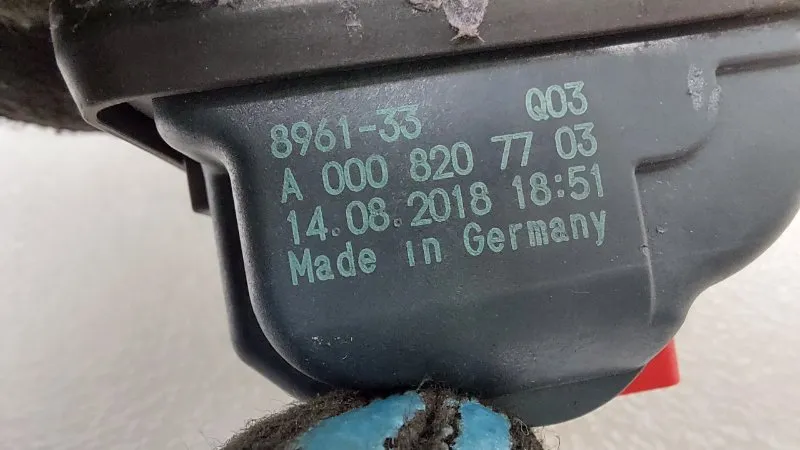 8961-33 Q03
A 000 820 77 03
14.08.2018 18:51
Made in Germany